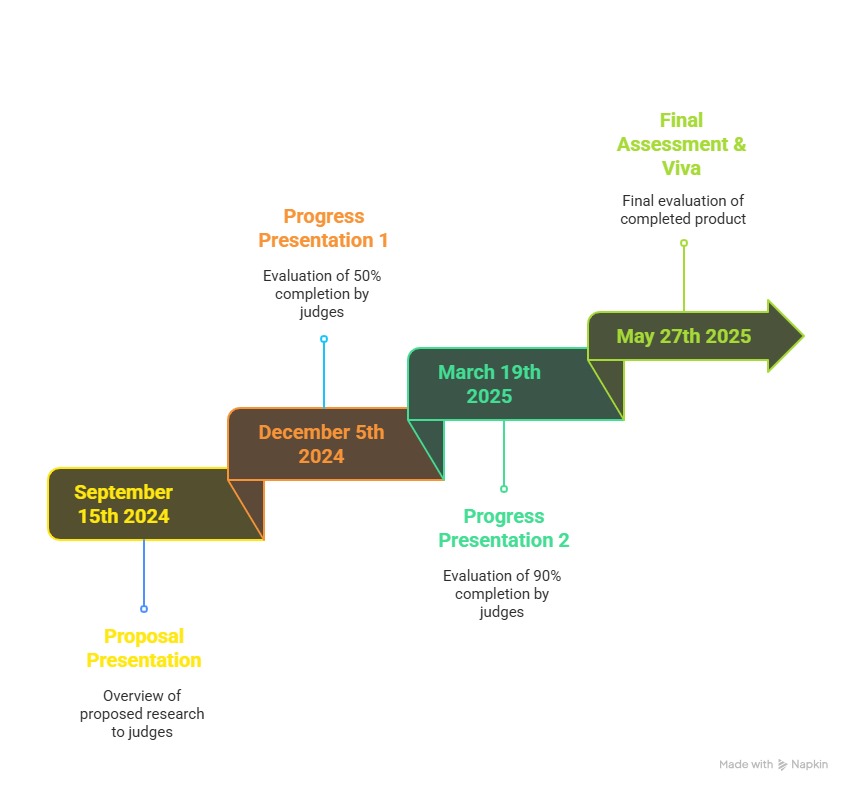 September
15th 2024
Proposal
Presentation
Overview of
proposed research
to judges
Progress
Presentation 1
Evaluation of 50%
completion by
judges
December 5th
2024
March 19th
2025
Progress
Presentation 2
Evaluation of 90%
completion by
judges
Final
Assessment &
Viva
Final evaluation of
completed product
May 27th 2025
Made with Napkin